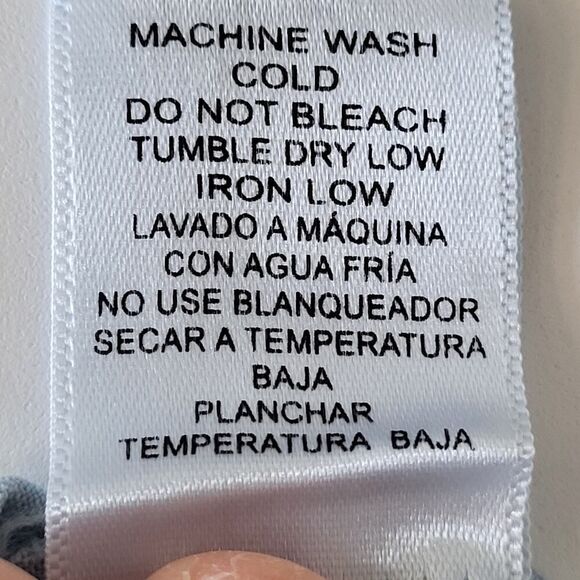 MACHINE WASH
COLD
DO NOT BLEACH
TUMBLE DRY LOW
IRON LOW
LAVADO A MÁQUINA
CON AGUA FRÍA
NO USE BLANQUEADOR
SECAR A TEMPERATURA
BAJA
PLANCHAR
TEMPERATURA BAJA